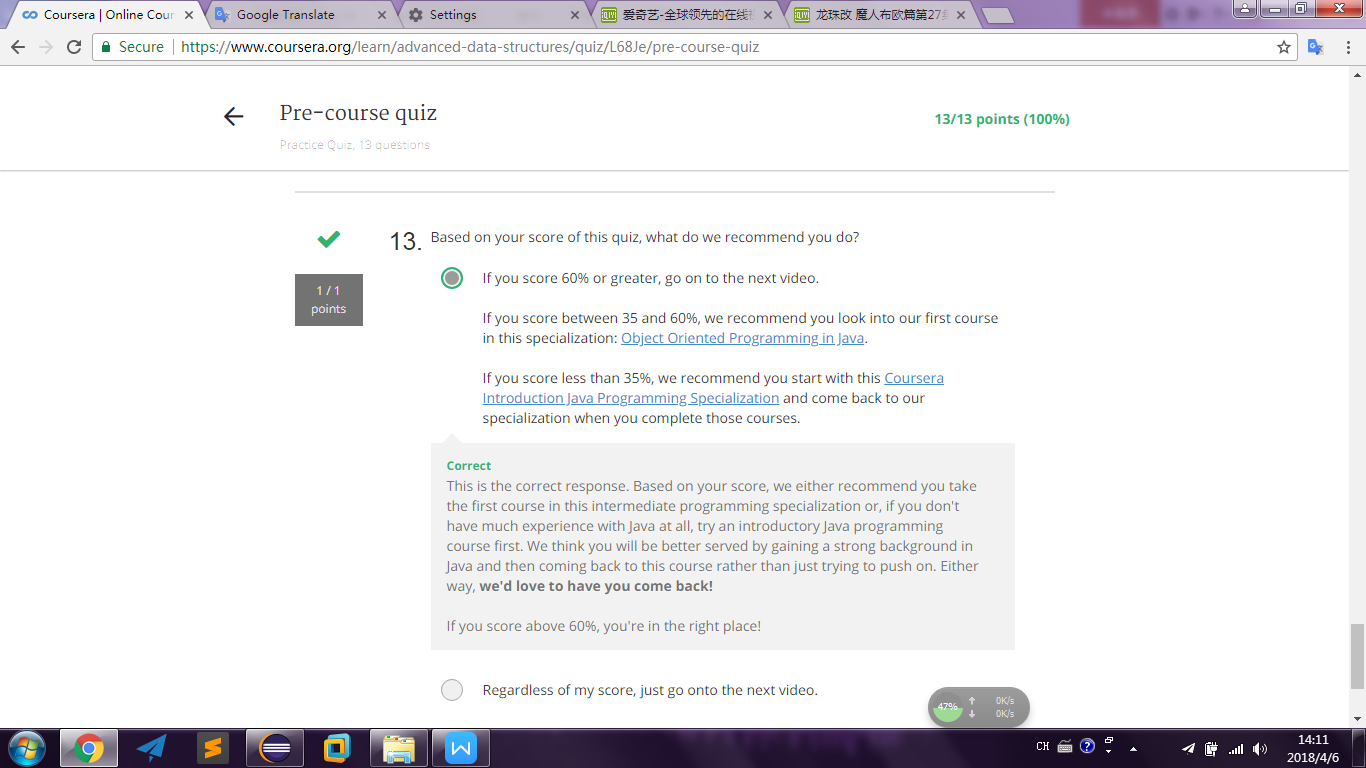 Coursera | Online Cour
Google Translate
Settings
爱奇艺-全球领先的在线视
龙珠改 魔人布欧篇第27集
Secure
https://www.coursera.org/learn/advanced-data-structures/quiz/L68Je/pre-course-quiz
Pre-course quiz
13/13 points (100%)
Practice Quiz, 13 questions
13. Based on your score of this quiz, what do we recommend you do?
1 / 1
points
If you score 60% or greater, go on to the next video.
If you score between 35 and 60%, we recommend you look into our first course
in this specialization: Object Oriented Programming in Java.
If you score less than 35%, we recommend you start with this Coursera
Introduction Java Programming Specialization and come back to our
specialization when you complete those courses.
Correct
This is the correct response. Based on your score, we either recommend you take
the first course in this intermediate programming specialization or, if you don't
have much experience with Java at all, try an introductory Java programming
course first. We think you will be better served by gaining a strong background in
Java and then coming back to this course rather than just trying to push on. Either
way, we'd love to have you come back!
If you score above 60%, you're in the right place!
Regardless of my score, just go onto the next video.
47%
0K/s
0K/s
CH
14:11
2018/4/6